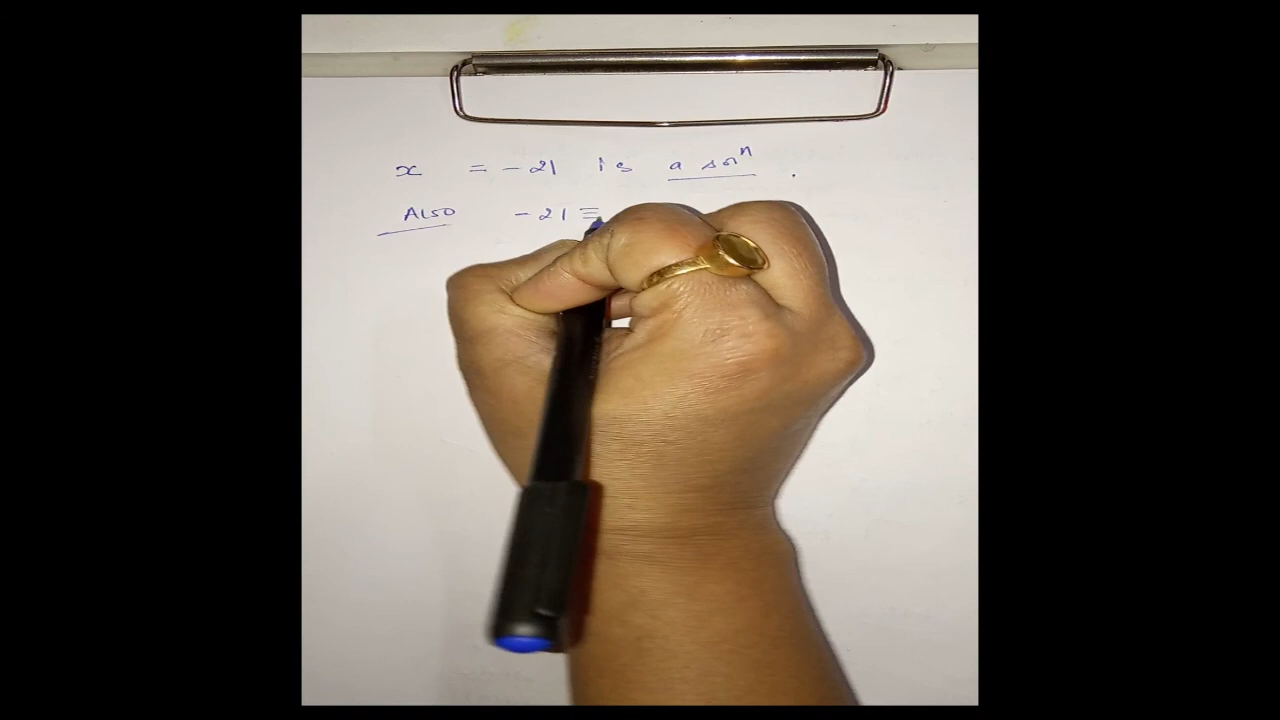 x = -21 is a solⁿ.
Also -21 ≡